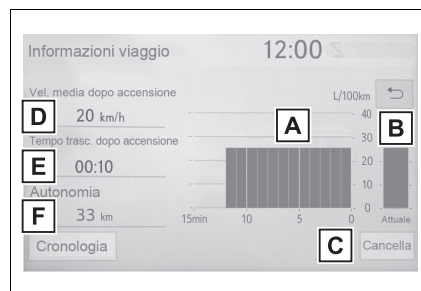 Informazioni viaggio 12:00
Vel. media dopo accensione
L/100km
D 20 km/h
A
40
B
Tempo trasc. dopo accensione
30
E 00:10
20
Autonomia
10
F 33 km
0
15min 10 5 0 Attuale
Cronologia
C
Cancella